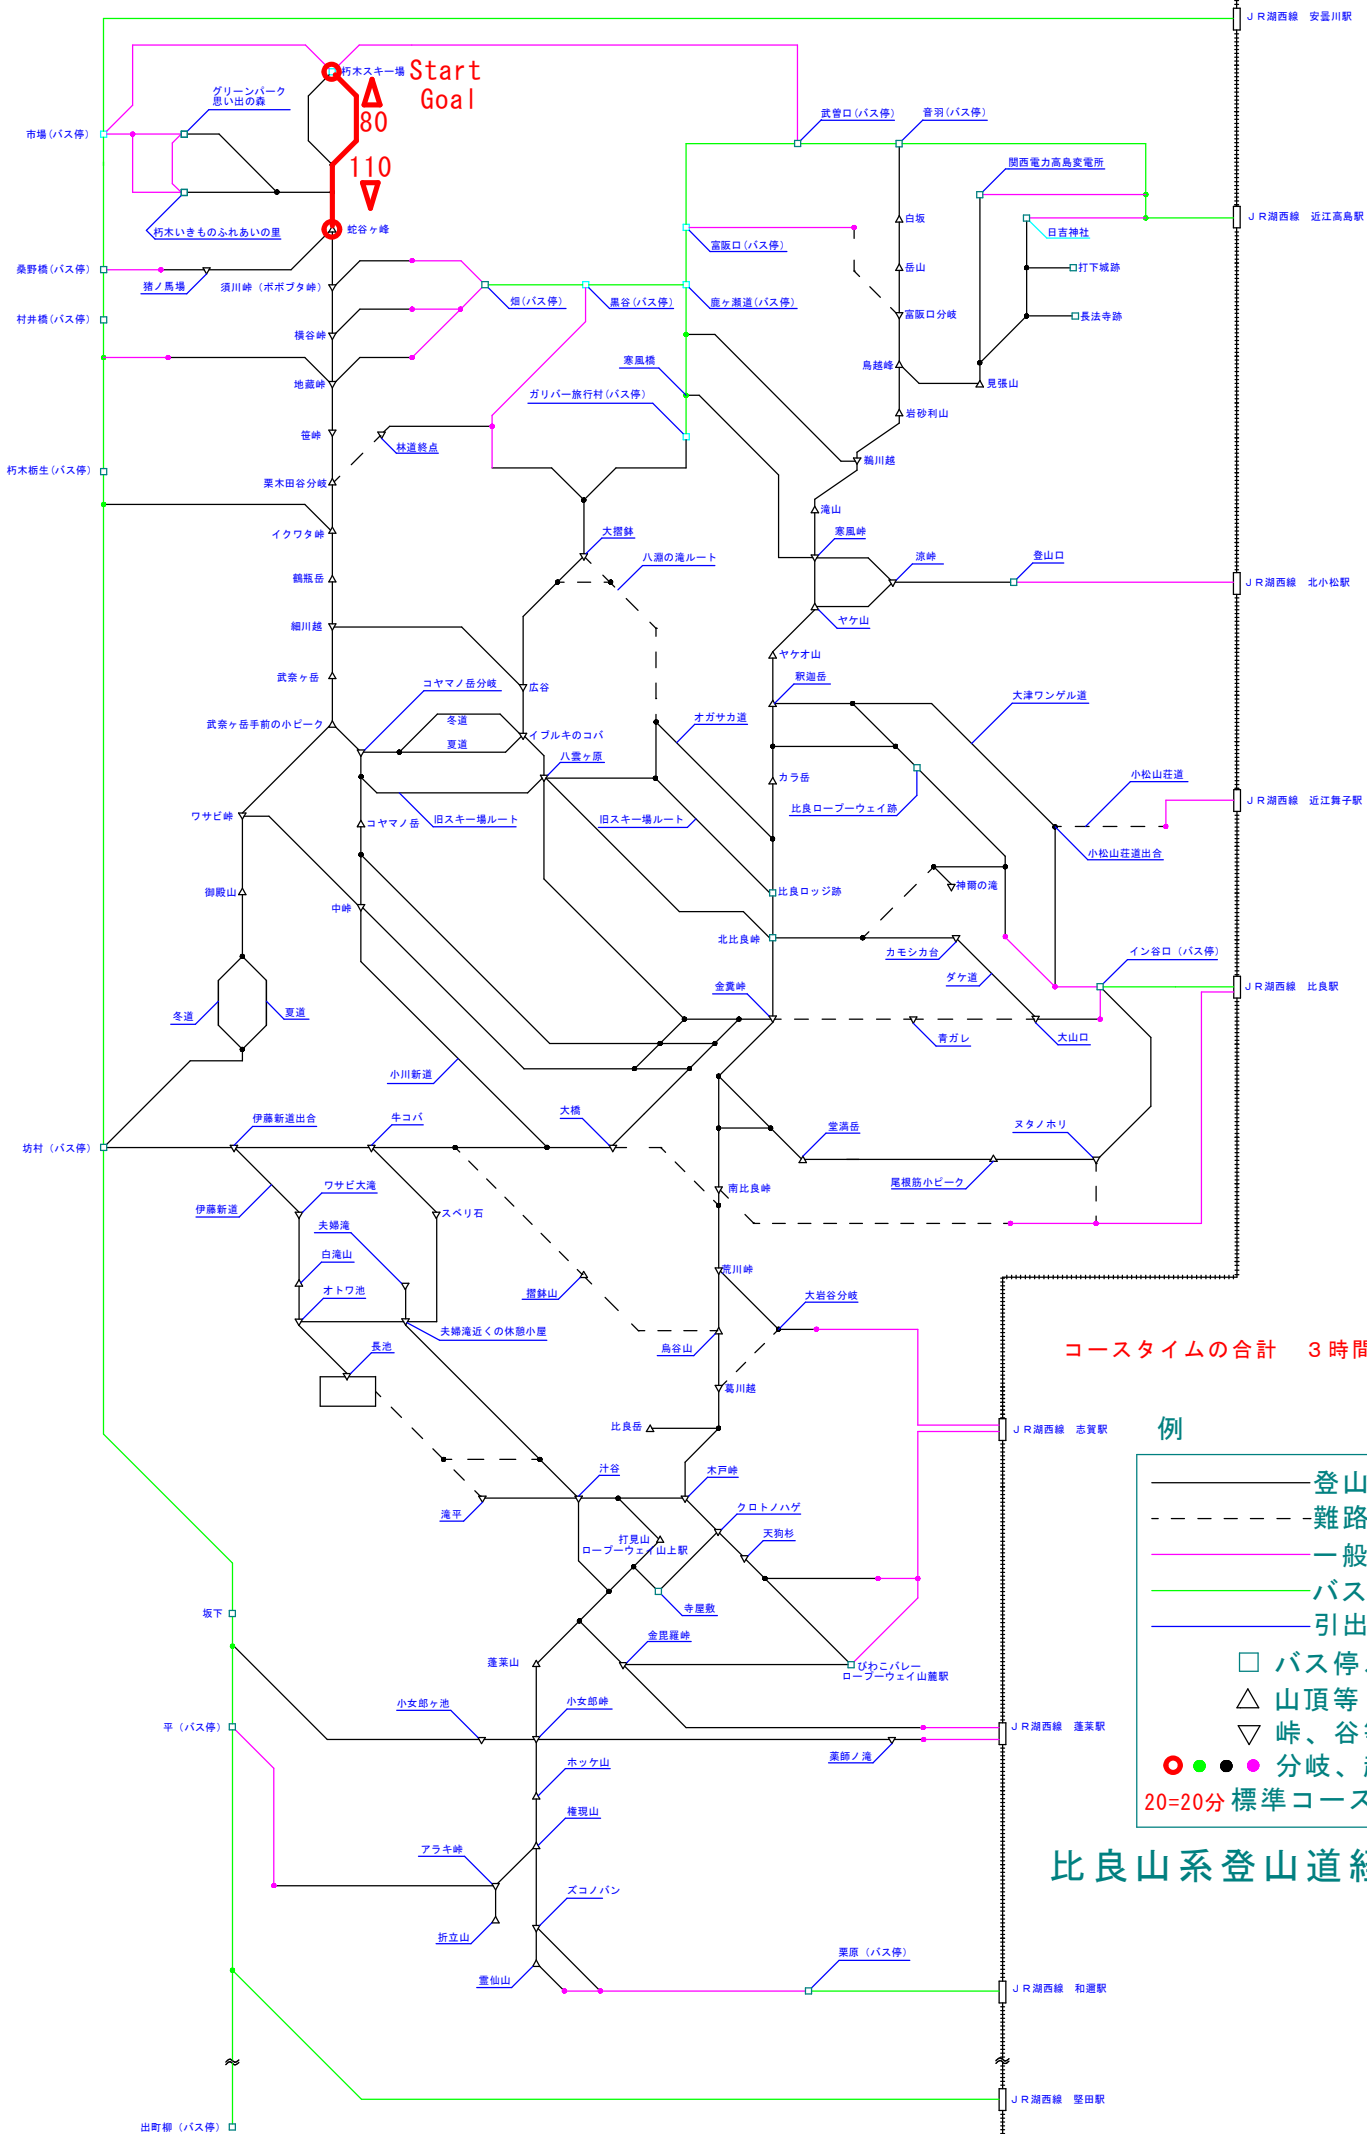 JR湖西線 安曇川駅
朽木スキー場
Start
Goal
グリーンパーク
思い出の森
80
市場(バス停)
武曽口(バス停)
音羽(バス停)
110
関西電力高島変電所
朽木いきものふれあいの里
蛇谷ヶ峰
白坂
JR湖西線 近江高島駅
日吉神社
富阪口(バス停)
桑野橋(バス停)
猪ノ馬場
須川峠(ボボブタ峠)
岳山
打下城跡
畑(バス停)
黒谷(バス停)
鹿ヶ瀬道(バス停)
村井橋(バス停)
横谷峠
富阪口分岐
長法寺跡
寒風橋
鳥越峰
地蔵峠
見張山
ガリバー旅行村(バス停)
岩砂利山
笹峠
林道終点
鵜川越
朽木栃生(バス停)
栗木田谷分岐
滝山
イクワタ峠
大摺鉢
寒風峠
八淵の滝ルート
涼峠
登山口
鶴瓶岳
JR湖西線 北小松駅
細川越
ヤケ山
ヤケオ山
武奈ヶ岳
コヤマノ岳分岐
広谷
釈迦岳
大津ワンゲル道
武奈ヶ岳手前の小ピーク
冬道
オガサカ道
イブルキのコバ
夏道
八雲ヶ原
カラ岳
小松山荘道
比良ロープーウェイ跡
JR湖西線 近江舞子駅
ワサビ峠
コヤマノ岳
旧スキー場ルート
旧スキー場ルート
小松山荘道出合
御殿山
比良ロッジ跡
神爾の滝
中峠
北比良峠
カモシカ台
イン谷口(バス停)
ダケ道
JR湖西線 比良駅
金糞峠
冬道
夏道
青ガレ
大山口
小川新道
伊藤新道出合
牛コバ
大橋
坊村(バス停)
堂満岳
ヌタノホリ
尾根筋小ピーク
南比良峠
伊藤新道
ワサビ大滝
スベリ石
夫婦滝
白滝山
荒川峠
オトワ池
摺鉢山
大岩谷分岐
夫婦滝近くの休憩小屋
烏谷山
長池
コースタイムの合計 3時間
葛川越
比良岳
JR湖西線 志賀駅
例
汁谷
木戸峠
登山
滝平
クロトノハゲ
難路
打見山
ロープーウェイ山上駅
天狗杉
一般
バス
寺屋敷
坂下
引出
金毘羅峠
蓬莱山
びわこバレー
ロープーウェイ山麓駅
バス停
山頂等
小女郎ヶ池
小女郎峠
平(バス停)
JR湖西線 蓬莱駅
薬師ノ滝
峠、谷
ホッケ山
分岐、
20=20分 標準コース
権現山
アラキ峠
比良山系登山道
ズコノバン
折立山
栗原(バス停)
霊仙山
JR湖西線 和邇駅
JR湖西線 堅田駅
出町柳(バス停)